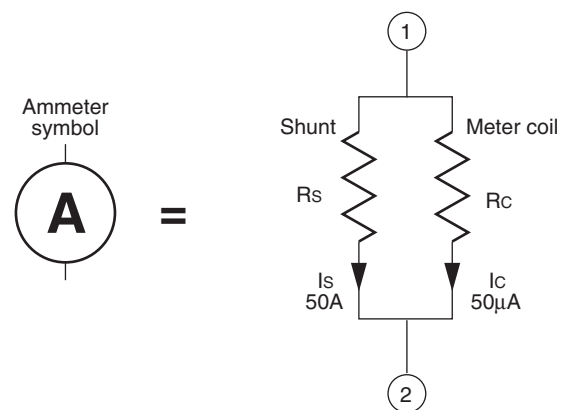 1
Ammeter
symbol
A
=
Shunt
Meter coil
RS
RC
IS
50A
IC
50μA
2